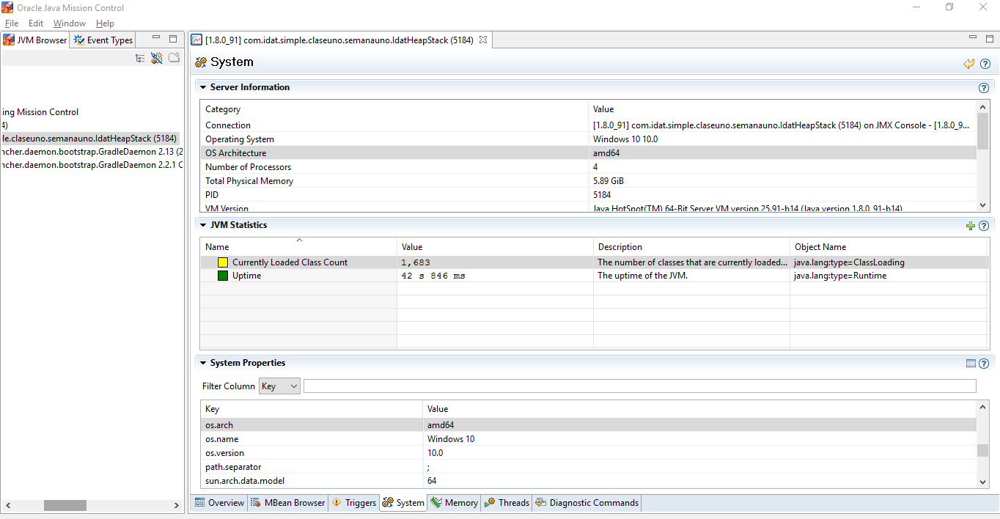 Oracle Java Mission Control
File Edit Window Help
JVM Browser Event Types
[1.8.0_91] com.idat.simple.claseuno.semanauno.IdatHeapStack (5184)
ing Mission Control
4)
le.claseuno.semanauno.IdatHeapStack (5184)
ncher.daemon.bootstrap.GradleDaemon 2.13 (2
ncher.daemon.bootstrap.GradleDaemon 2.2.1 C
System
Server Information
Category Value
Connection [1.8.0_91] com.idat.simple.claseuno.semanauno.IdatHeapStack (5184) on JMX Console - [1.8.0_9...
Operating System Windows 10 10.0
OS Architecture amd64
Number of Processors 4
Total Physical Memory 5.89 GiB
PID 5184
VM Version Java HotSpot(TM) 64-Bit Server VM version 25.91-b14 (Java version 1.8.0_91-b14)
JVM Statistics
Name Value Description Object Name
Currently Loaded Class Count 1,683 The number of classes that are currently loaded... java.lang:type=ClassLoading
Uptime 42 s 846 ms The uptime of the JVM. java.lang:type=Runtime
System Properties
Filter Column Key
Key Value
os.arch amd64
os.name Windows 10
os.version 10.0
path.separator ;
sun.arch.data.model 64
Overview MBean Browser Triggers System Memory Threads Diagnostic Commands